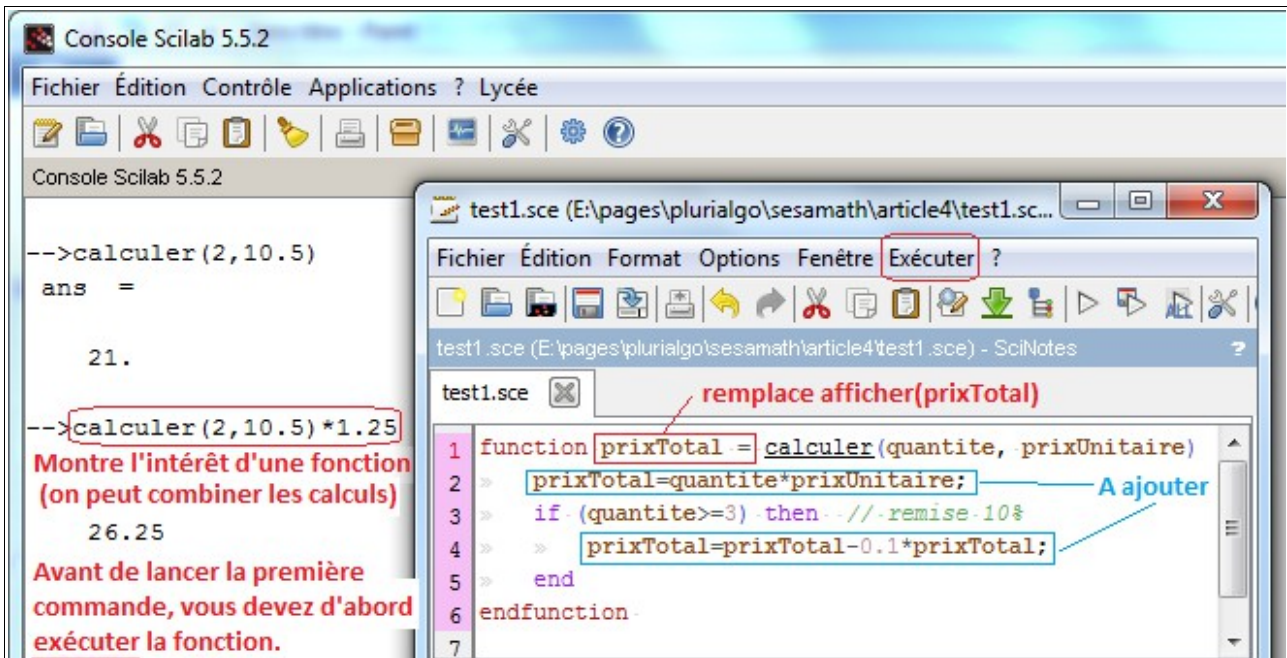 Console Scilab 5.5.2
Fichier Édition Contrôle Applications ? Lycée
Console Scilab 5.5.2
-->calculer(2,10.5)
ans =
21.
-->calculer(2,10.5)*1.25
Montre l'intérêt d'une fonction
(on peut combiner les calculs)
26.25
Avant de lancer la première
commande, vous devez d'abord
exécuter la fonction.
test1.sce (E:\pages\plurialgo\sesamath\article4\test1.sc...
Fichier Édition Format Options Fenêtre Exécuter ?
test1.sce (E:\pages\plurialgo\sesamath\article4\test1.sce) - SciNotes ?
test1.sce
remplace afficher(prixTotal)
1 function prixTotal = calculer(quantite, prixUnitaire)
2 prixTotal=quantite*prixUnitaire;
A ajouter
3 if (quantite>=3) then // remise 10%
4 prixTotal=prixTotal-0.1*prixTotal;
5 end
6 endfunction
7